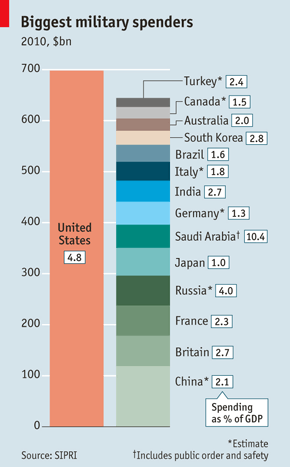 Biggest military spenders
2010, $bn
700
600
500
400
300
200
100
0
United
States
4.8
Turkey* 2.4
Canada* 1.5
Australia 2.0
South Korea 2.8
Brazil 1.6
Italy* 1.8
India 2.7
Germany* 1.3
Saudi Arabia† 10.4
Japan 1.0
Russia* 4.0
France 2.3
Britain 2.7
China* 2.1
Spending
as % of GDP
*Estimate
Source: SIPRI †Includes public order and safety